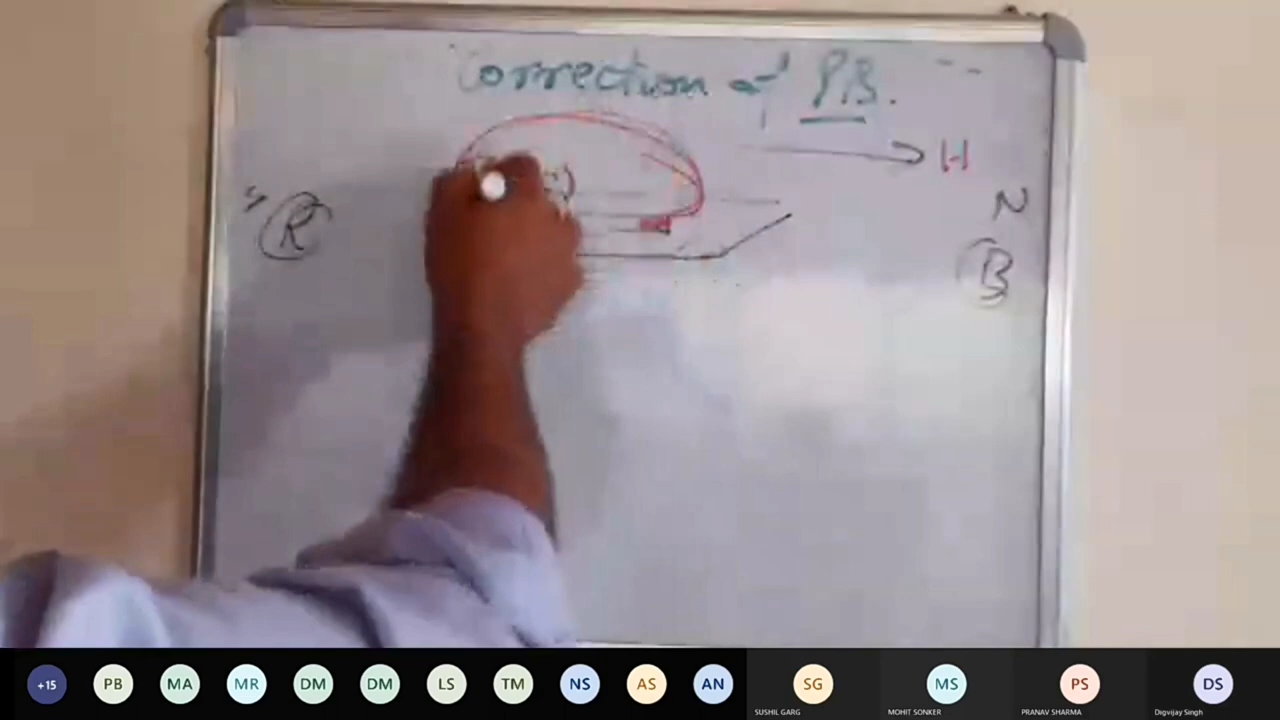 Correction of PB.
H
N
R
B
+15
PB
MA
MR
DM
DM
LS
TM
NS
AS
AN
SG
MS
PS
DS
SUSHIL GARG
MOHIT SONKER
PRANAV SHARMA
Digvijay Singh